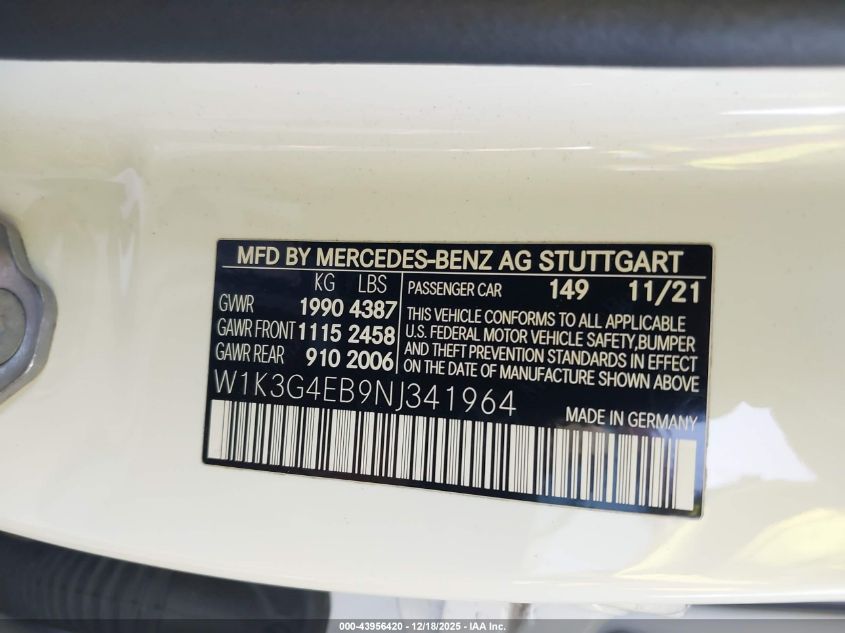 MFD BY MERCEDES-BENZ AG STUTTGART
KG LBS
GVWR 1990 4387
GAWR FRONT 1115 2458
GAWR REAR 910 2006
PASSENGER CAR 149 11/21
THIS VEHICLE CONFORMS TO ALL APPLICABLE
U.S. FEDERAL MOTOR VEHICLE SAFETY,BUMPER
AND THEFT PREVENTION STANDARDS IN EFFECT
ON THE DATE OF MANUFACTURE SHOWN ABOVE
W1K3G4EB9NJ341964
MADE IN GERMANY
000-43956420 - 12/18/2025 - IAA Inc.